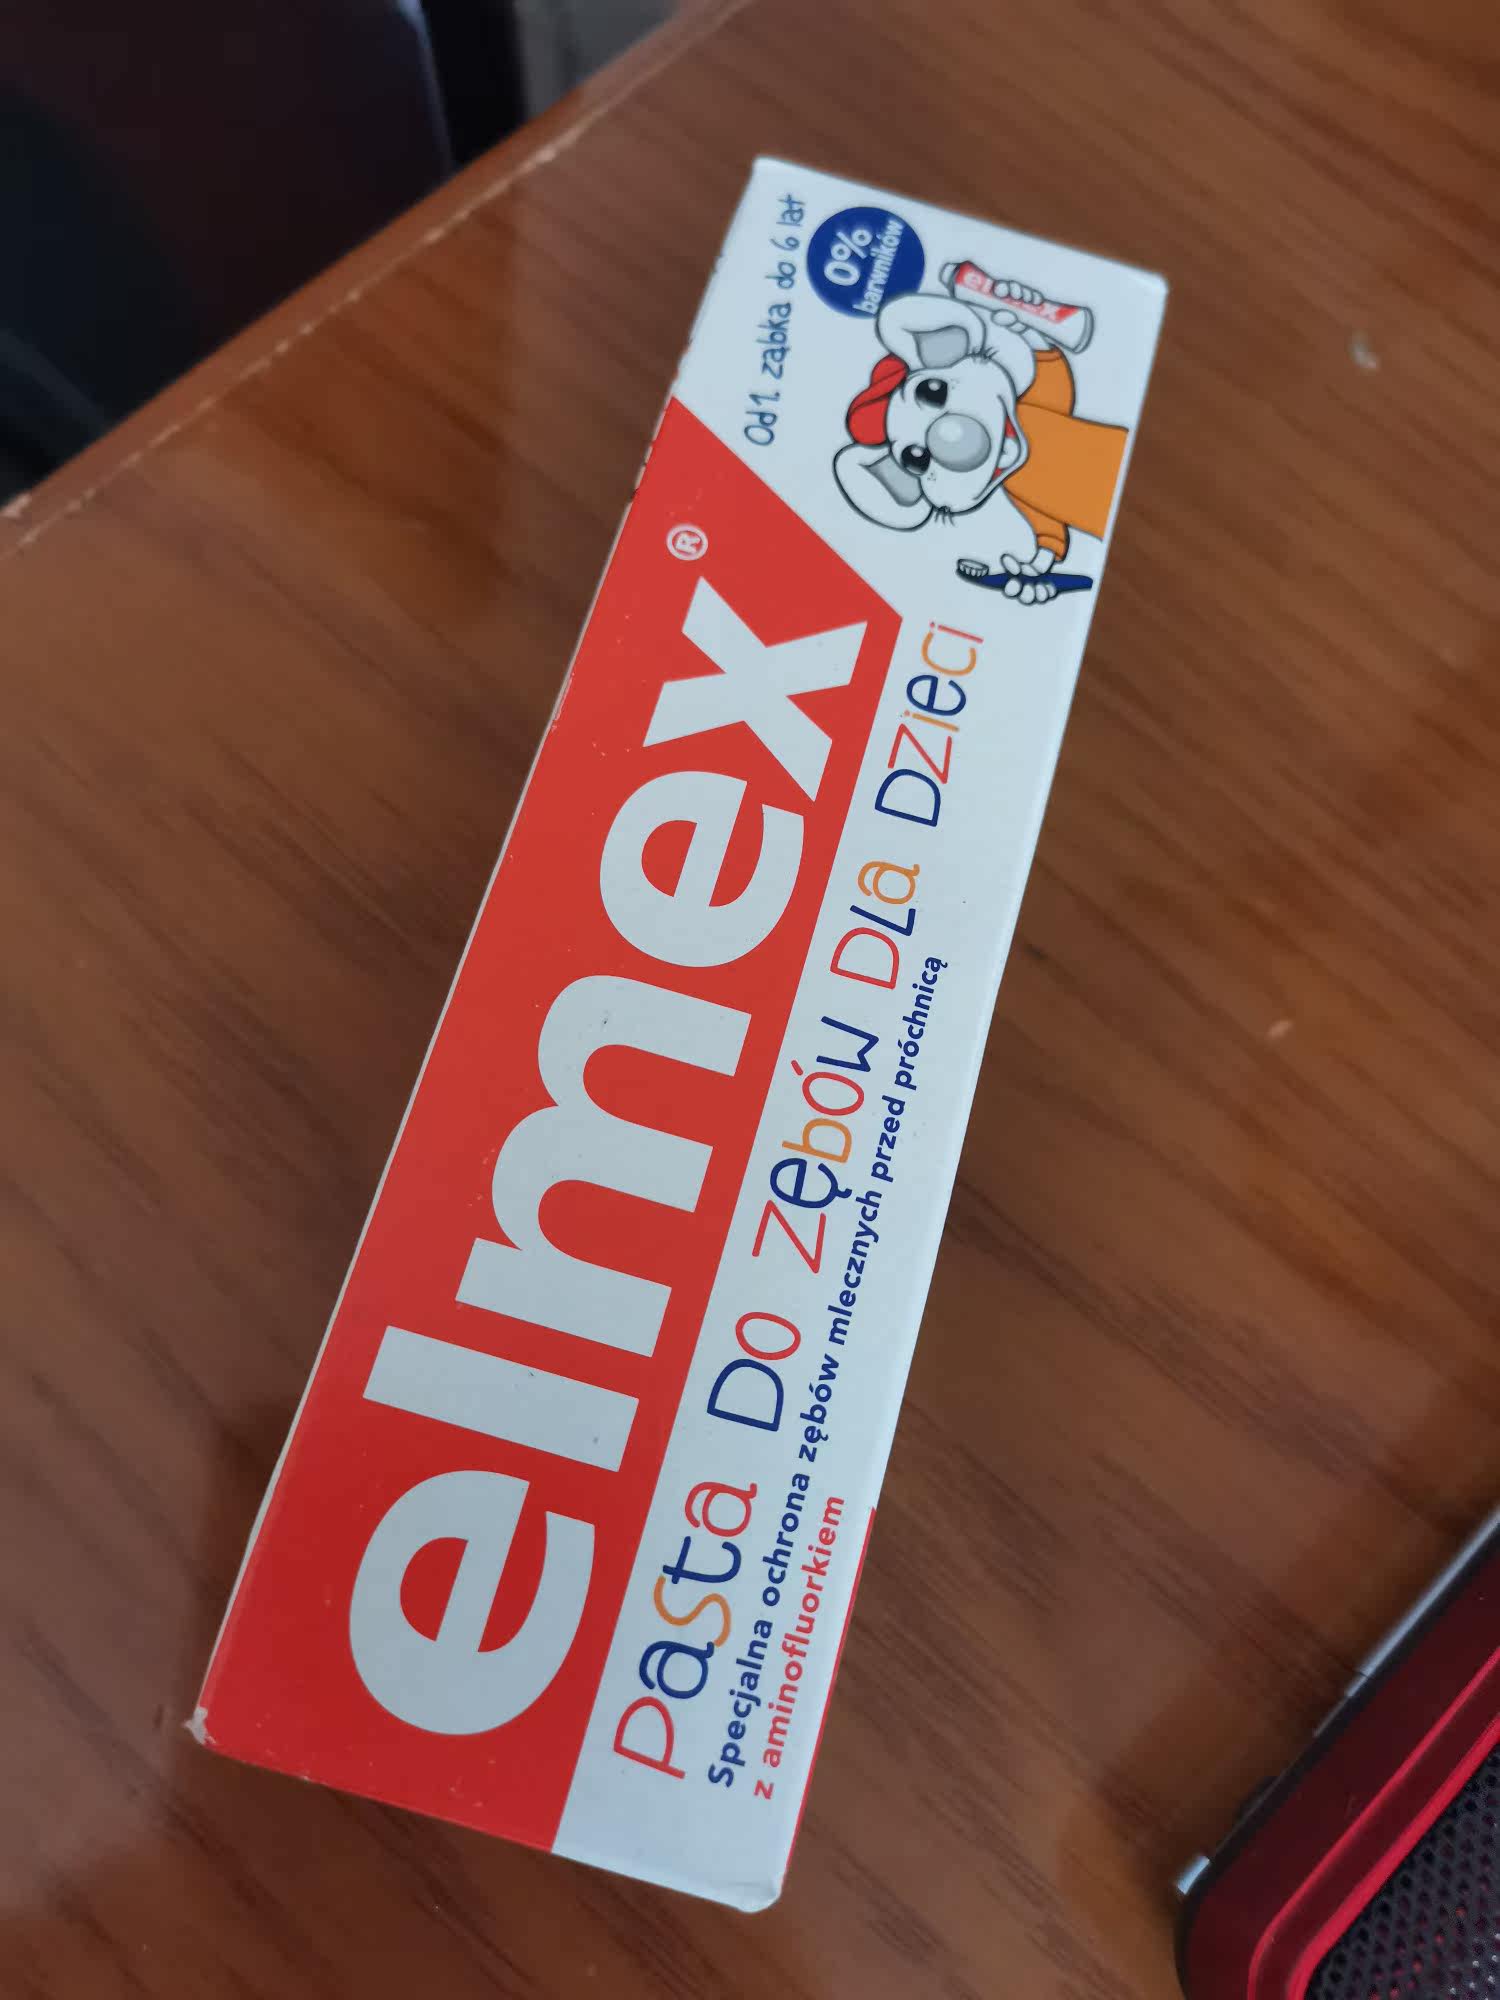 elmex®
Od 1. ząbka do 6 lat
0%
barwników
elmex
Pasta Do zębów Dla Dzieci
Specjalna ochrona zębów mlecznych przed próchnicą
z aminofluorkiem